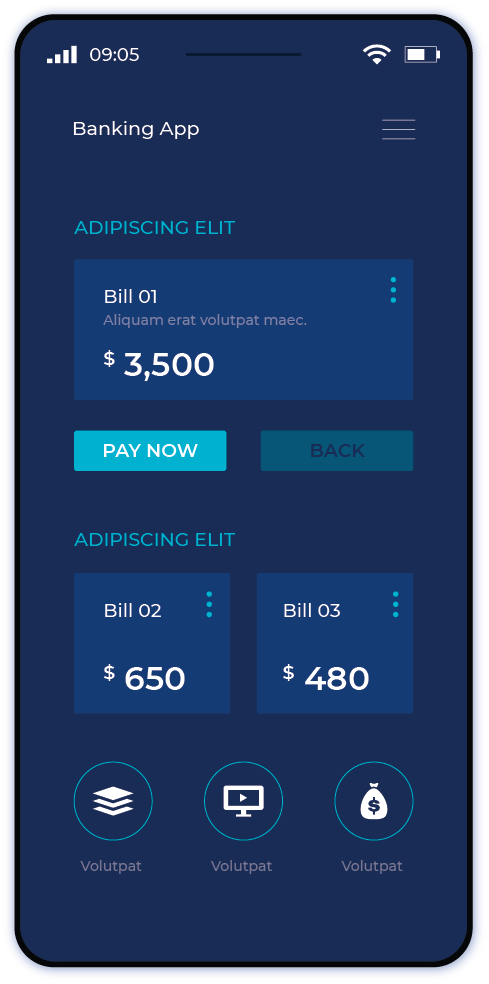 09:05
Banking App
ADIPISCING ELIT
Bill 01
Aliquam erat volutpat maec.
$ 3,500
PAY NOW BACK
ADIPISCING ELIT
Bill 02 Bill 03
$ 650 $ 480
$
Volutpat Volutpat Volutpat